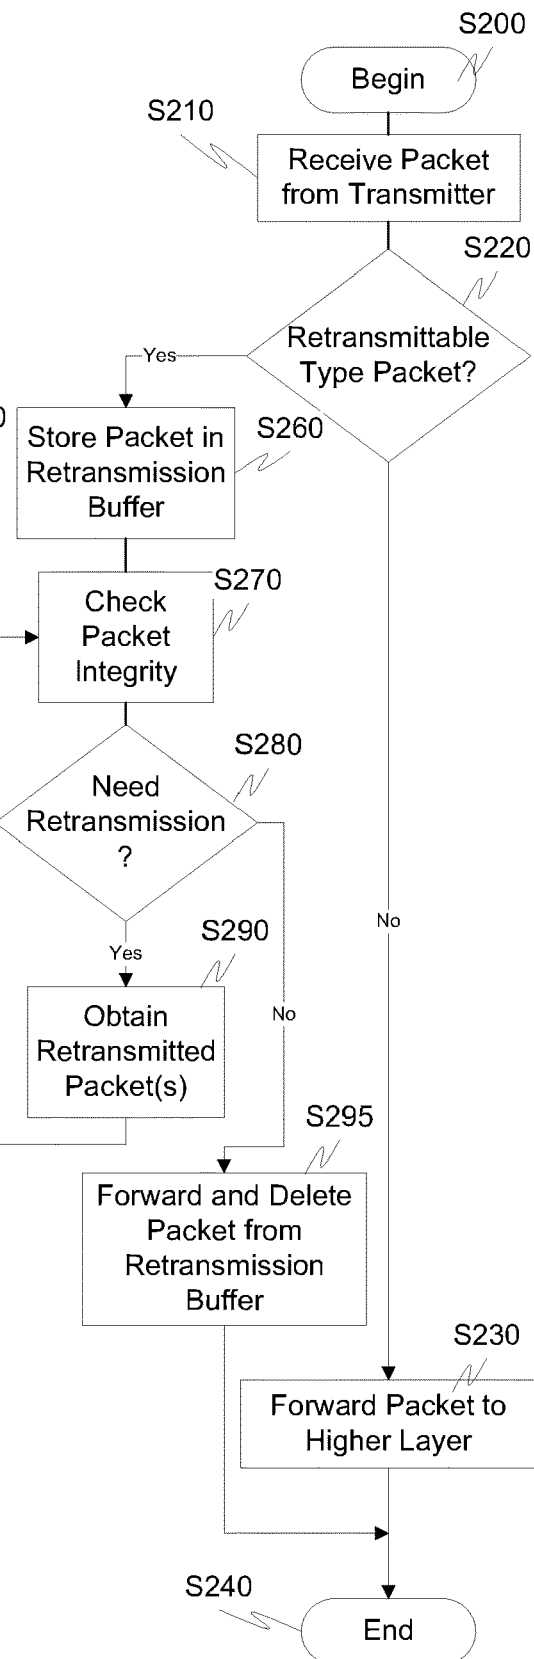 S200
Begin
S210
Receive Packet
from Transmitter
S220
Retransmittable
Type Packet?
Yes
0
Store Packet in
Retransmission
Buffer
S260
S270
Check
Packet
Integrity
S280
Need
Retransmission
?
No
Yes
S290
Obtain
Retransmitted
Packet(s)
No
S295
Forward and Delete
Packet from
Retransmission
Buffer
S230
Forward Packet to
Higher Layer
S240
End